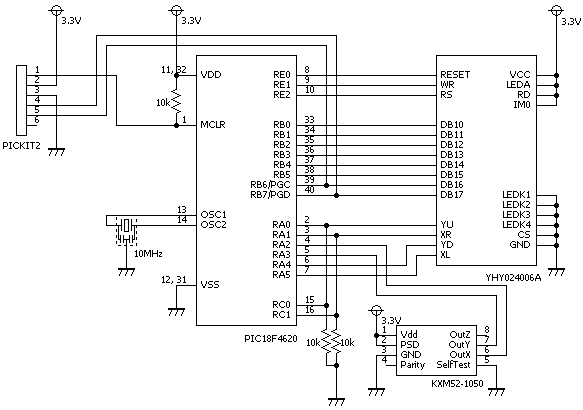 3.3V
3.3V
3.3V
1
2
3
4
5
6
PICKIT2
11, 32
VDD
10k
1
MCLR
13
OSC1
14
OSC2
10MHz
12, 31
VSS
PIC18F4620
RE0
8
RE1
9
RE2
10
RB0
33
RB1
34
RB2
35
RB3
36
RB4
37
RB5
38
RB6/PGC
39
RB7/PGD
40
RA0
2
RA1
3
RA2
4
RA3
5
RA4
6
RA5
7
RC0
15
RC1
16
10k
10k
RESET
WR
RS
DB10
DB11
DB12
DB13
DB14
DB15
DB16
DB17
YU
XR
YD
XL
VCC
LEDA
RD
IM0
LEDK1
LEDK2
LEDK3
LEDK4
CS
GND
YHY024006A
3.3V
1
Vdd
2
PSD
3
GND
4
Parity
OutZ
8
OutY
7
OutX
6
SelfTest
5
KXM52-1050